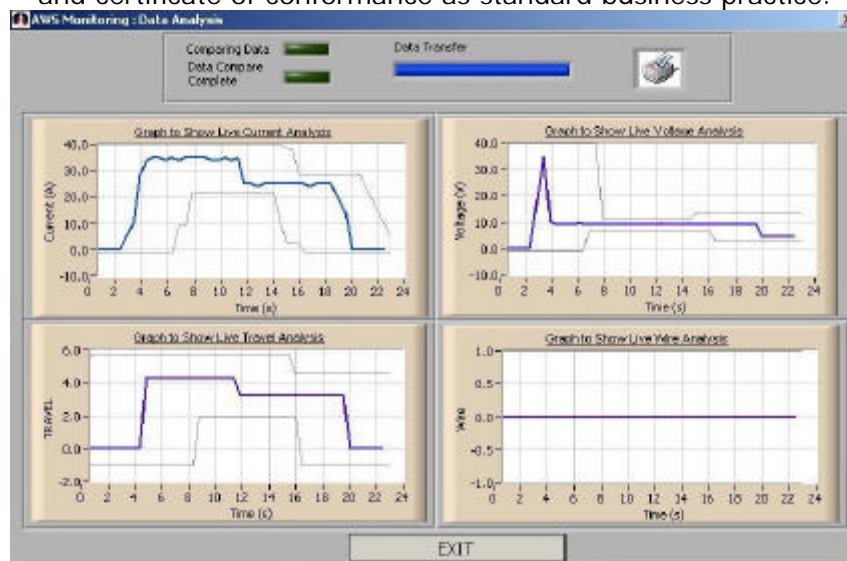 and certificate of conformance as standard business practice.
AWS Monitoring : Data Analysis
Comparing Data
Data Compare
Complete
Data Transfer
Graph to Show Live Current Analysis
40.0
30.0
20.0
10.0
0.0
-10.0
Current (A)
0 2 4 6 8 10 12 14 16 18 20 22 24
Time (s)
Graph to Show Live Voltage Analysis
40.0
30.0
20.0
10.0
0.0
-10.0
Voltage (V)
0 2 4 6 8 10 12 14 16 18 20 22 24
Time (s)
Graph to Show Live Travel Analysis
6.0
4.0
2.0
0.0
-2.0
TRAVEL
0 2 4 6 8 10 12 14 16 18 20 22 24
Time (s)
Graph to Show Live Wire Analysis
1.0
0.5
0.0
-0.5
-1.0
Wire
0 2 4 6 8 10 12 14 16 18 20 22 24
Time (s)
EXIT